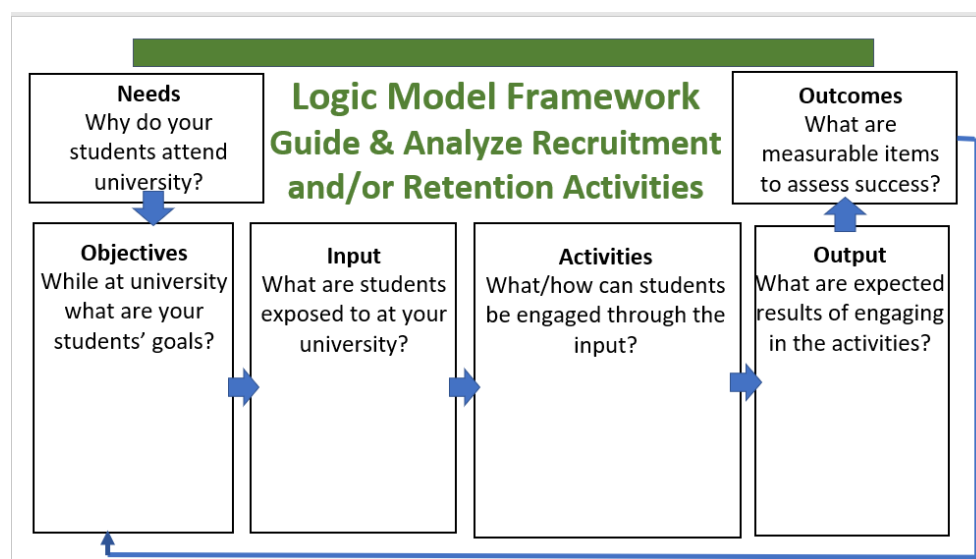 Needs
Why do your
students attend
university?
Logic Model Framework
Guide & Analyze Recruitment
and/or Retention Activities
Outcomes
What are
measurable items
to assess success?
Objectives
While at university
what are your
students’ goals?
Input
What are students
exposed to at your
university?
Activities
What/how can students
be engaged through the
input?
Output
What are expected
results of engaging
in the activities?